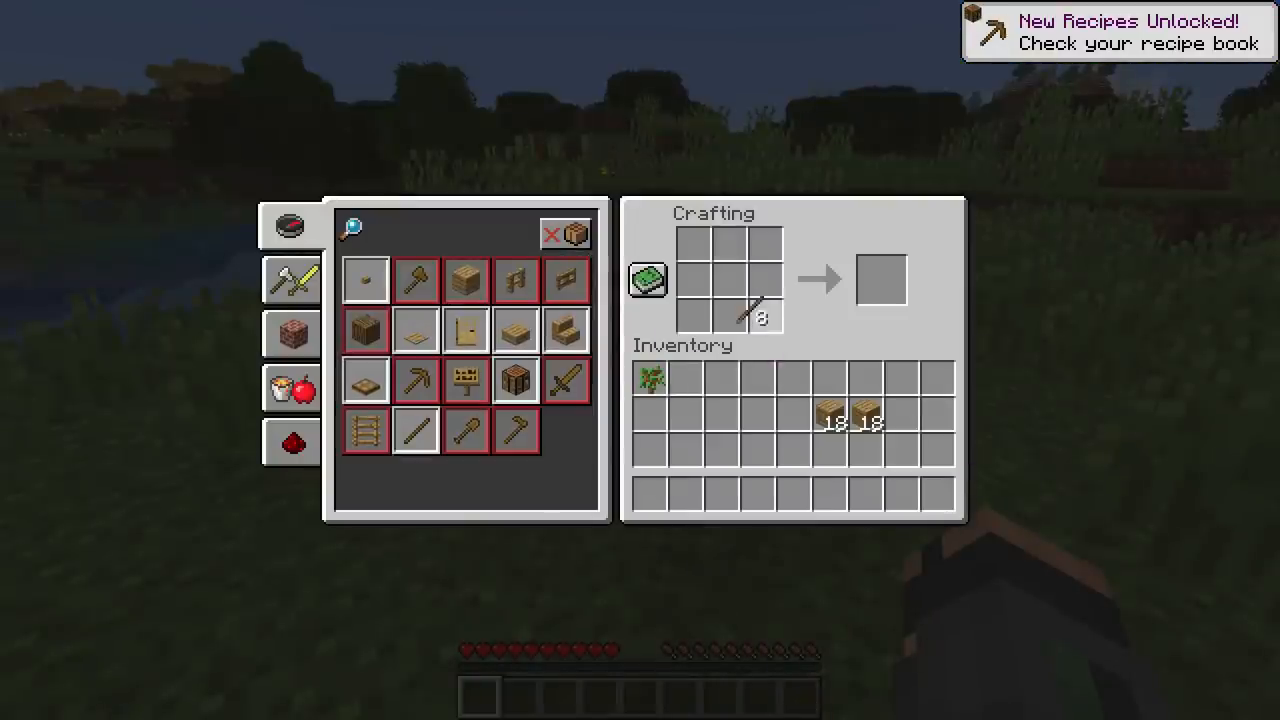 New Recipes Unlocked!
Check your recipe book
Crafting
8
Inventory
18 18